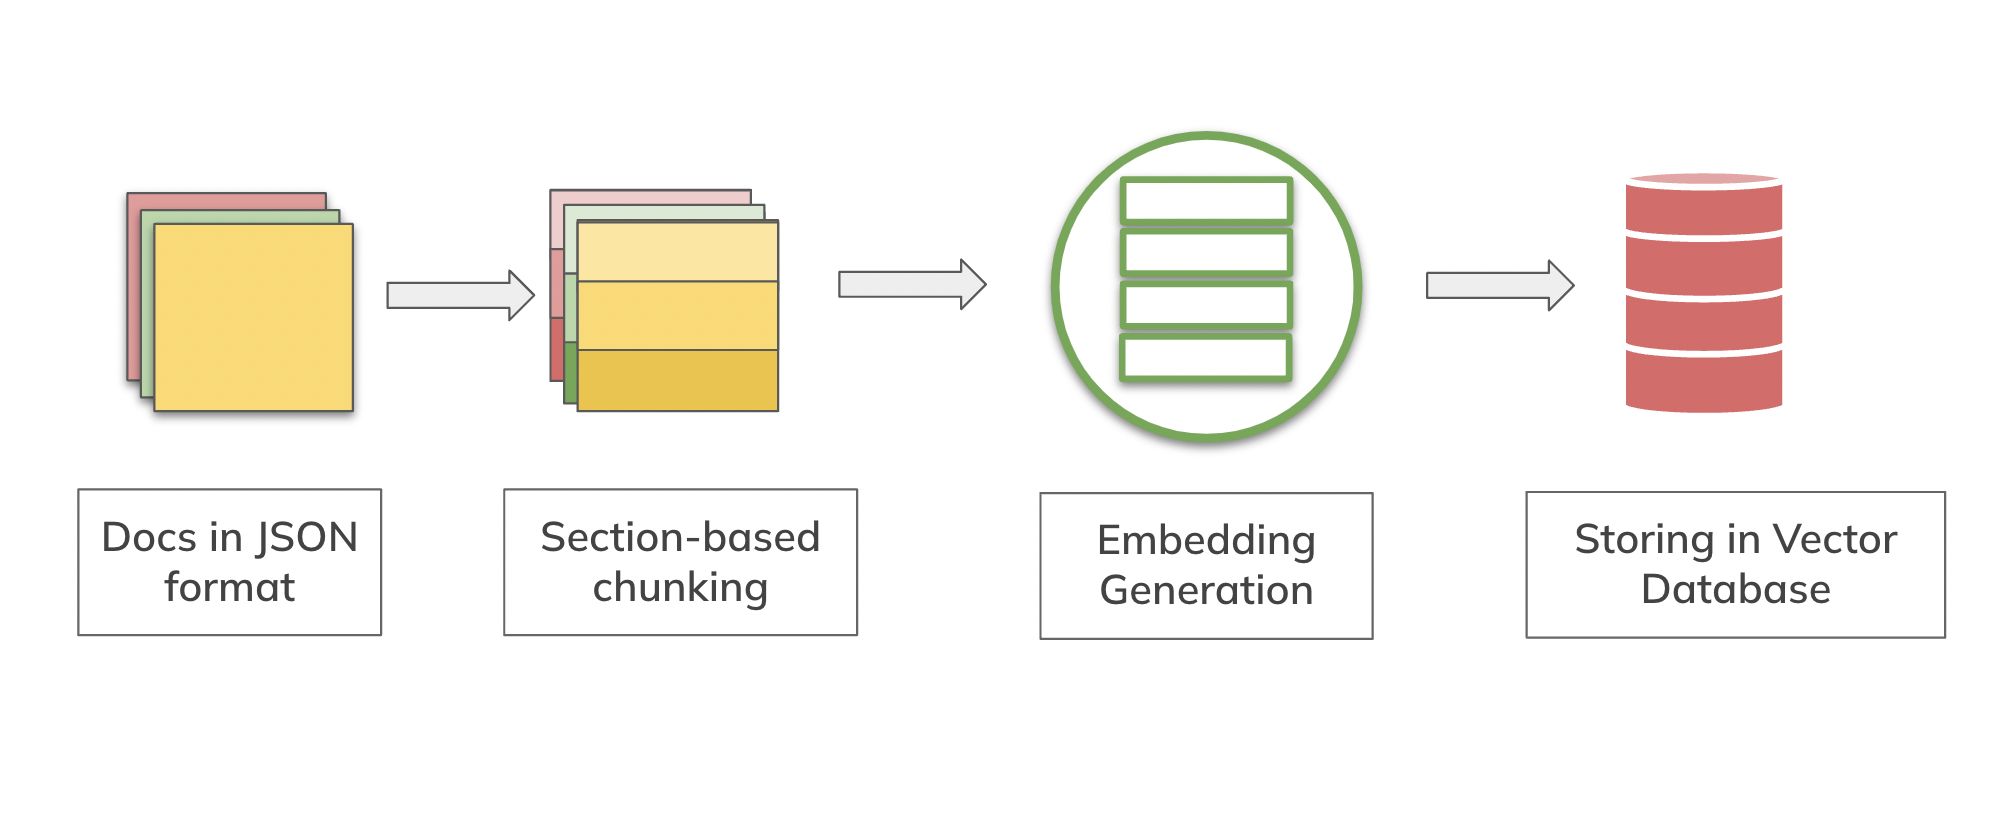 Docs in JSON
format
Section-based
chunking
Embedding
Generation
Storing in Vector
Database